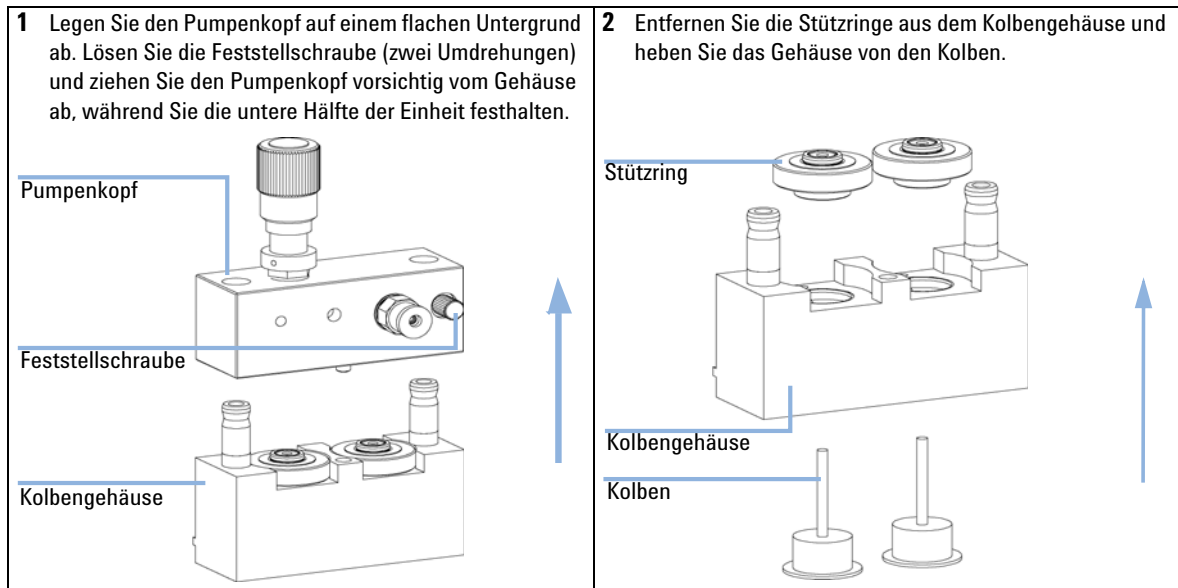 1 Legen Sie den Pumpenkopf auf einem flachen Untergrund
ab. Lösen Sie die Feststellschraube (zwei Umdrehungen)
und ziehen Sie den Pumpenkopf vorsichtig vom Gehäuse
ab, während Sie die untere Hälfte der Einheit festhalten.
Pumpenkopf
Feststellschraube
Kolbengehäuse
2 Entfernen Sie die Stützringe aus dem Kolbengehäuse und
heben Sie das Gehäuse von den Kolben.
Stützring
Kolbengehäuse
Kolben